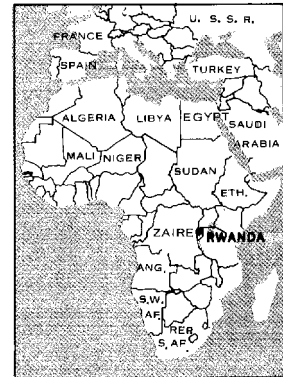 U. S. S. R.
FRANCE
SPAIN
TURKEY
ALGERIA
LIBYA
EGYPT
SAUDI
ARABIA
MALI
NIGER
SUDAN
ETH.
ZAIRE
RWANDA
ANG.
S.W.
AF.
REP.
S. AF.